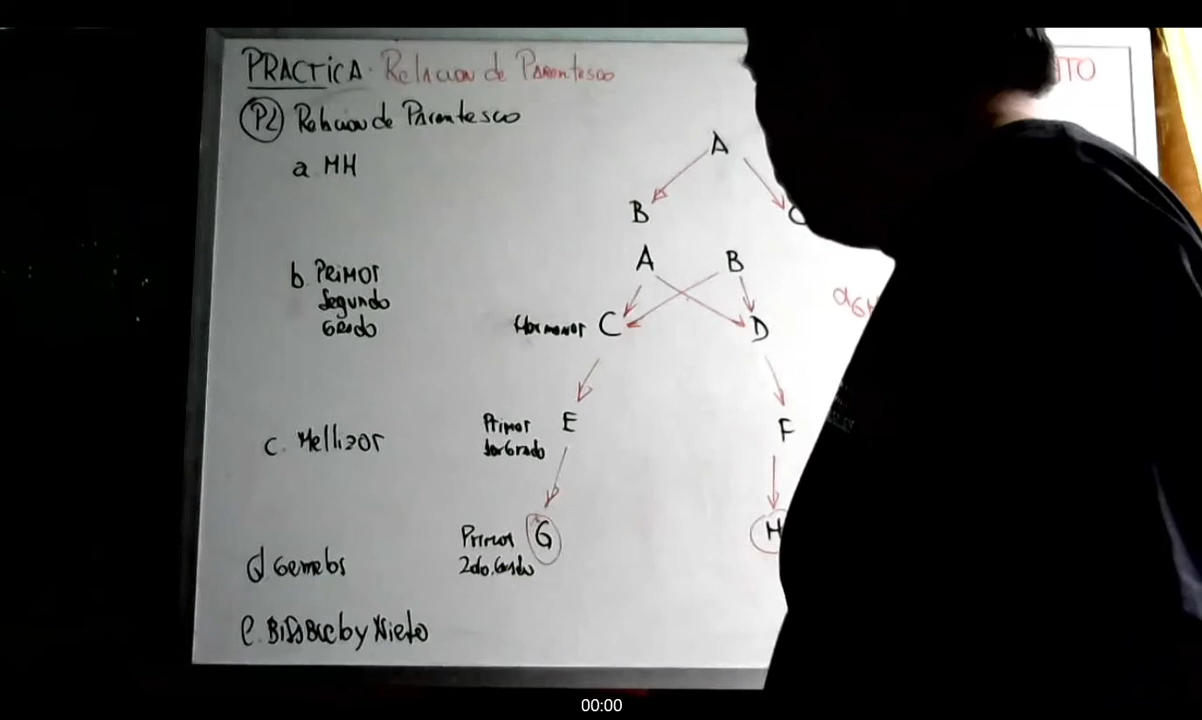 PRACTICA. Relacion de Parentesco
P2 Relacion de Parentesco
a MH
A
B
C
b. PRiMOS
Segundo
Grado
A B
Hermanos C D
Primos
1er Grado
E F
c. Mellizos
Primos
2do. Grado
G H
d Gemelos
e. y Nieto
TO
00:00